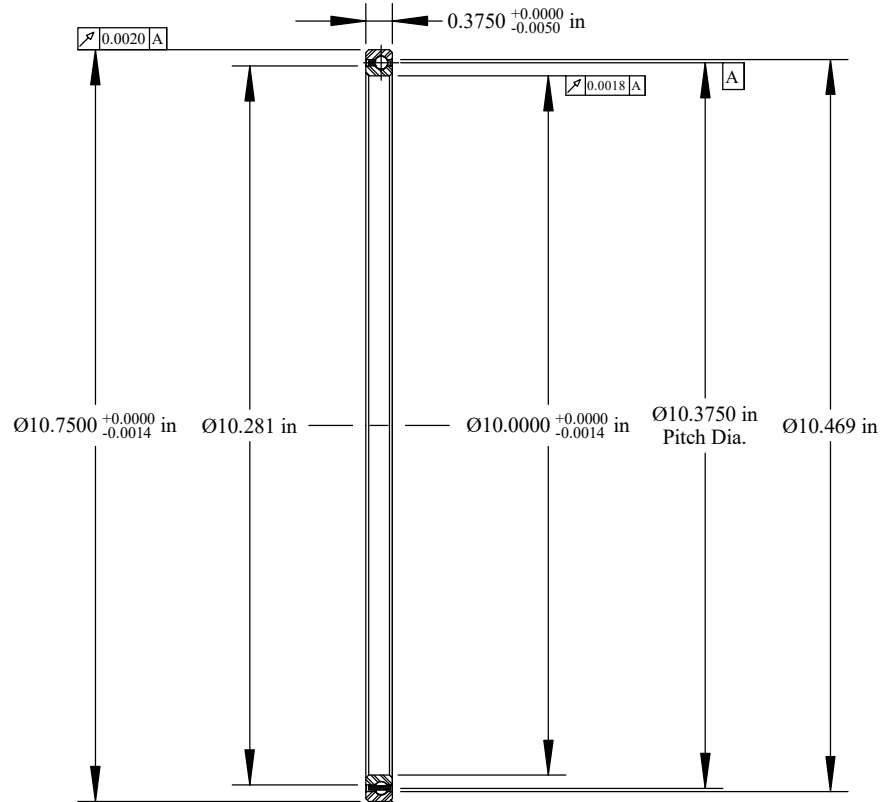 0.3750 +0.0000 -0.0050 in
0.0020 A
0.0018 A
A
Ø10.7500 +0.0000 -0.0014 in
Ø10.281 in
Ø10.0000 +0.0000 -0.0014 in
Ø10.3750 in
Pitch Dia.
Ø10.469 in